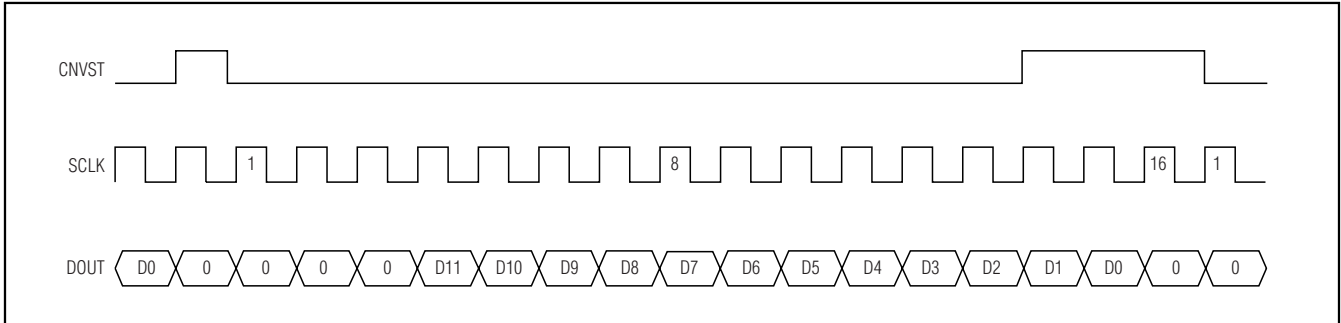 CNVST
SCLK 1 8 16 1
DOUT D0 0 0 0 0 D11 D10 D9 D8 D7 D6 D5 D4 D3 D2 D1 D0 0 0